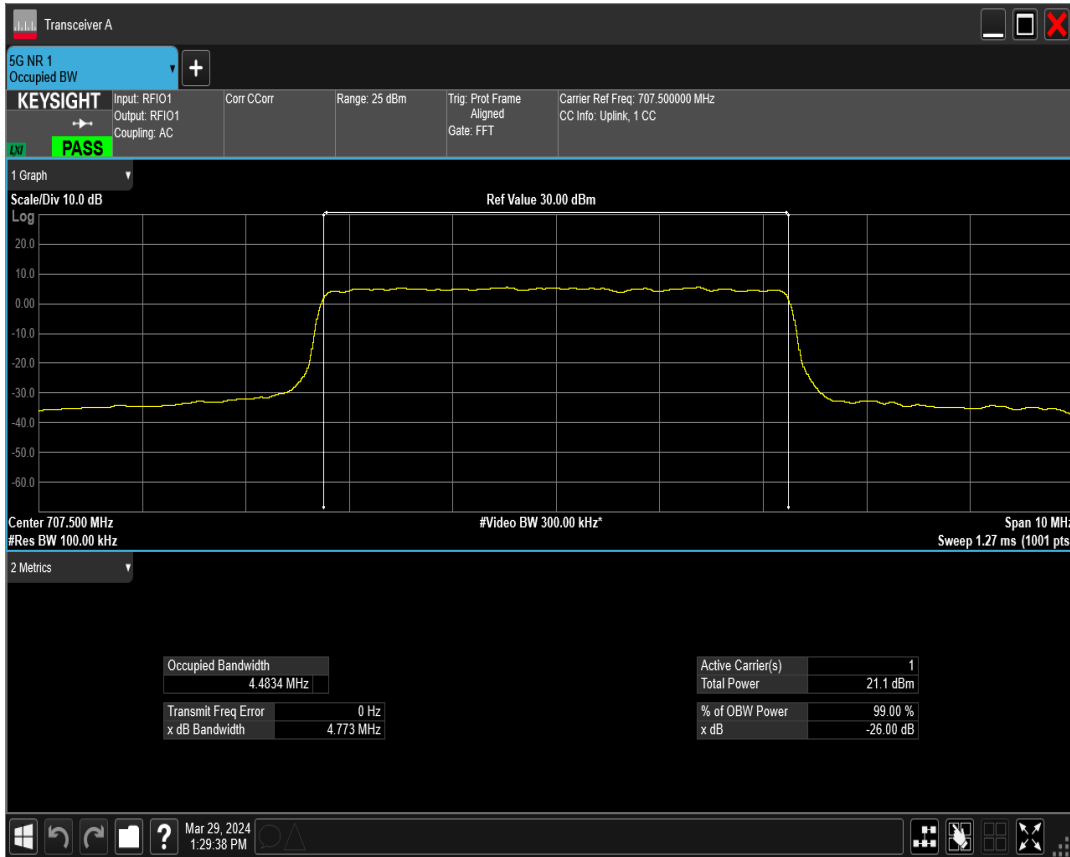 Transceiver A
5G NR 1
Occupied BW
KEYSIGHT
LXI
PASS
Input: RFIO1
Output: RFIO1
Coupling: AC
Corr CCorr
Range: 25 dBm
Trig: Prot Frame
Aligned
Gate: FFT
Carrier Ref Freq: 707.500000 MHz
CC Info: Uplink, 1 CC
1 Graph
Scale/Div 10.0 dB
Ref Value 30.00 dBm
Log
20.0
10.0
0.00
-10.0
-20.0
-30.0
-40.0
-50.0
-60.0
Center 707.500 MHz
#Video BW 300.00 kHz*
Span 10 MHz
#Res BW 100.00 kHz
Sweep 1.27 ms (1001 pts
2 Metrics
Occupied Bandwidth
4.4834 MHz
Transmit Freq Error 0 Hz
x dB Bandwidth 4.773 MHz
Active Carrier(s) 1
Total Power 21.1 dBm
% of OBW Power 99.00 %
x dB -26.00 dB
?
Mar 29, 2024
1:29:38 PM